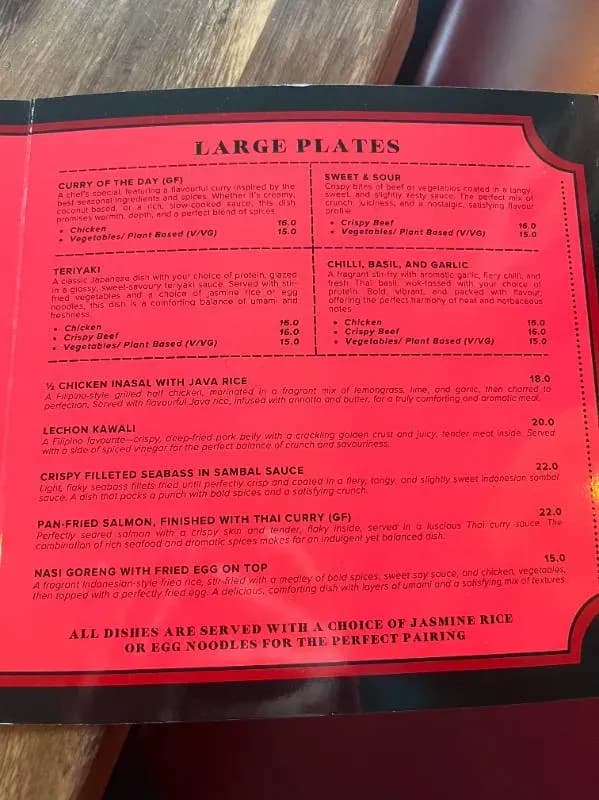 LARGE PLATES
CURRY OF THE DAY (GF)
A chef's special, featuring a flavourful curry inspired by the
best seasonal ingredients and spices. Whether it's creamy,
coconut-based, or a rich, slow-cooked sauce, this dish
promises warmth, depth, and a perfect blend of spices.
• Chicken 16.0
• Vegetables/ Plant Based (V/VG) 15.0
SWEET & SOUR
Crispy bites of beef or vegetables coated in a tangy,
sweet, and slightly zesty sauce. The perfect mix of
crunch, juiciness, and a nostalgic, satisfying flavour
profile.
• Crispy Beef 16.0
• Vegetables/ Plant Based (V/VG) 15.0
TERIYAKI
A classic Japanese dish with your choice of protein, glazed
in a glossy, sweet-savoury teriyaki sauce. Served with stir-
fried vegetables and a choice of jasmine rice or egg
noodles, this dish is a comforting balance of umami and
freshness.
• Chicken 16.0
• Crispy Beef 16.0
• Vegetables/ Plant Based (V/VG) 15.0
CHILLI, BASIL, AND GARLIC
A fragrant stir-fry with aromatic garlic, fiery chilli, and
fresh Thai basil, wok-tossed with your choice of
protein. Bold, vibrant, and packed with flavour,
offering the perfect harmony of heat and herbaceous
notes.
• Chicken 16.0
• Crispy Beef 16.0
• Vegetables/ Plant Based (V/VG) 15.0
½ CHICKEN INASAL WITH JAVA RICE 18.0
A Filipino-style grilled half chicken, marinated in a fragrant mix of lemongrass, lime, and garlic, then charred to
perfection. Served with flavourful Java rice, infused with annatto and butter, for a truly comforting and aromatic meal.
LECHON KAWALI 20.0
A Filipino favourite—crispy, deep-fried pork belly with a crackling golden crust and juicy, tender meat inside. Served
with a side of spiced vinegar for the perfect balance of crunch and savouriness.
CRISPY FILLETED SEABASS IN SAMBAL SAUCE 22.0
Light, flaky seabass fillets fried until perfectly crisp and coated in a fiery, tangy, and slightly sweet Indonesian sambal
sauce. A dish that packs a punch with bold spices and a satisfying crunch.
PAN-FRIED SALMON, FINISHED WITH THAI CURRY (GF) 22.0
Perfectly seared salmon with a crispy skin and tender, flaky inside, served in a luscious Thai curry sauce. The
combination of rich seafood and aromatic spices makes for an indulgent yet balanced dish.
NASI GORENG WITH FRIED EGG ON TOP 15.0
A fragrant Indonesian-style fried rice, stir-fried with a medley of bold spices, sweet soy sauce, and chicken, vegetables,
then topped with a perfectly fried egg. A delicious, comforting dish with layers of umami and a satisfying mix of textures.
ALL DISHES ARE SERVED WITH A CHOICE OF JASMINE RICE
OR EGG NOODLES FOR THE PERFECT PAIRING